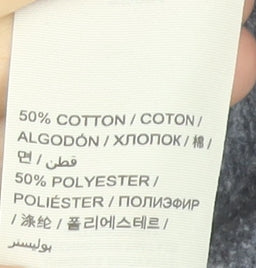 50% COTTON / COTON /
ALGODÓN / ХЛОПОК / 棉 /
면 / قطن
50% POLYESTER /
POLIÉSTER / ПОЛИЭФИР
/ 涤纶 / 폴리에스테르 /
بوليستر